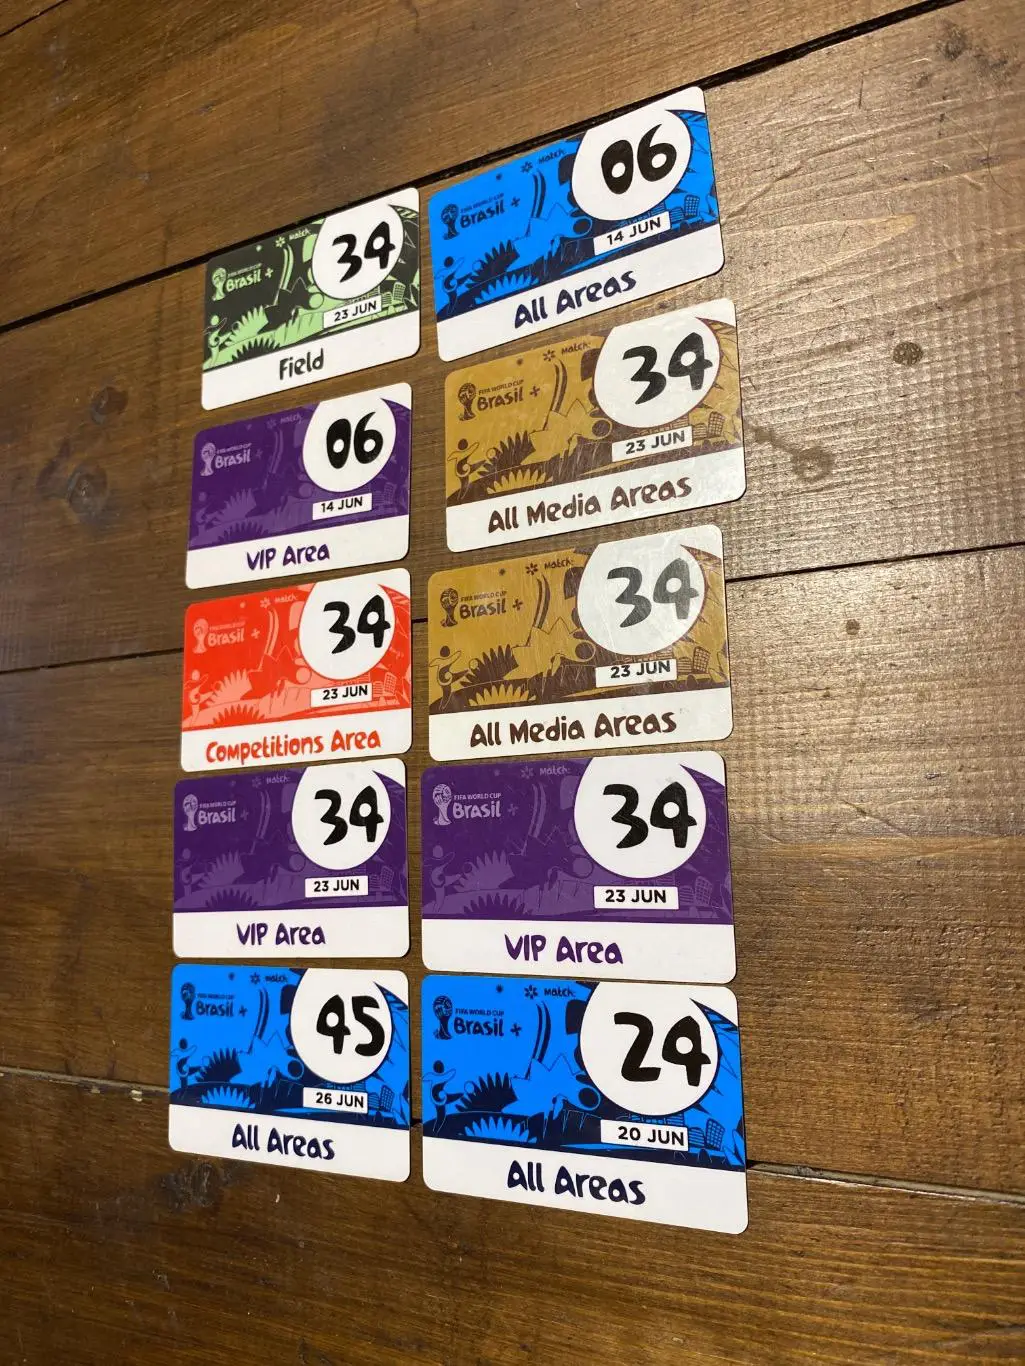 Match:
34
FIFA WORLD CUP
Brasil
23 JUN
Field
Match:
06
FIFA WORLD CUP
Brasil
14 JUN
All Areas
Match:
06
FIFA WORLD CUP
Brasil
14 JUN
VIP Area
Match:
34
FIFA WORLD CUP
Brasil
23 JUN
All Media Areas
Match:
34
FIFA WORLD CUP
Brasil
23 JUN
Competitions Area
Match:
34
FIFA WORLD CUP
Brasil
23 JUN
All Media Areas
Match:
34
FIFA WORLD CUP
Brasil
23 JUN
VIP Area
Match:
34
FIFA WORLD CUP
Brasil
23 JUN
VIP Area
Match:
45
FIFA WORLD CUP
Brasil
26 JUN
All Areas
Match:
24
FIFA WORLD CUP
Brasil
20 JUN
All Areas